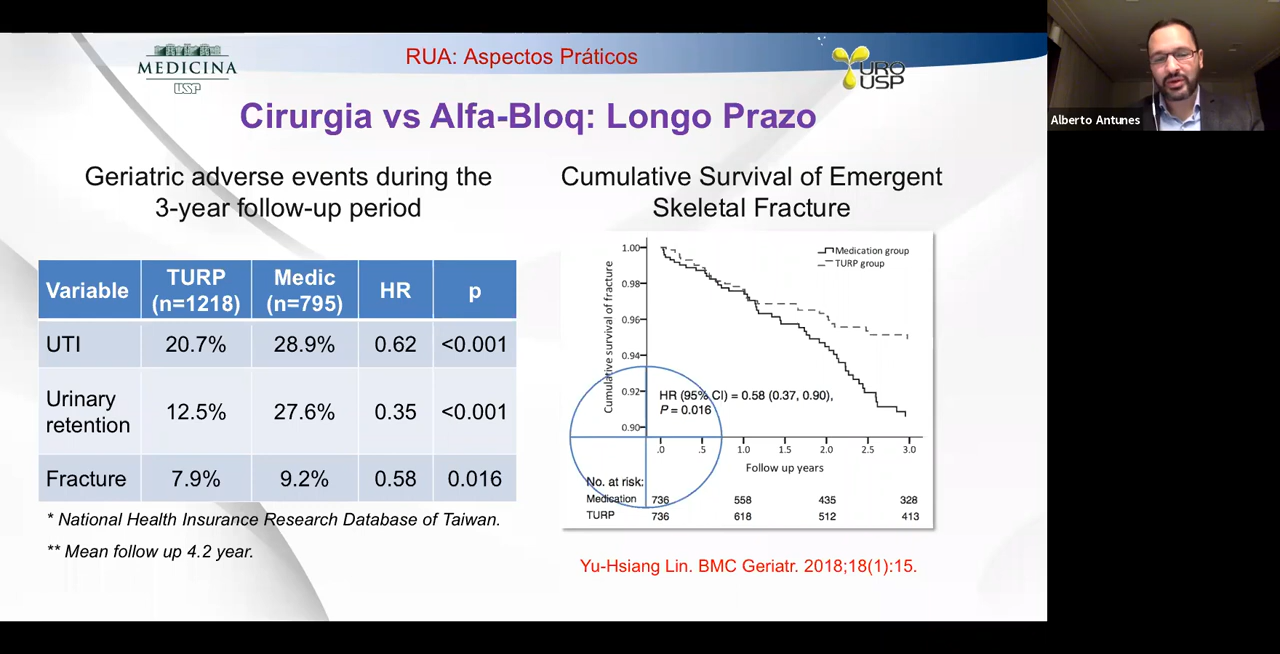 MEDICINA
USP
RUA: Aspectos Práticos
URO
USP
Alberto Antunes
Cirurgia vs Alfa-Bloq: Longo Prazo
Geriatric adverse events during the
3-year follow-up period
Variable TURP (n=1218) Medic (n=795) HR p
UTI 20.7% 28.9% 0.62 <0.001
Urinary retention 12.5% 27.6% 0.35 <0.001
Fracture 7.9% 9.2% 0.58 0.016
* National Health Insurance Research Database of Taiwan.
** Mean follow up 4.2 year.
Cumulative Survival of Emergent
Skeletal Fracture
Cumulative survival of fracture
1.00
0.98
0.96
0.94
0.92
0.90
Medication group
TURP group
HR (95% CI) = 0.58 (0.37, 0.90),
P = 0.016
.0 .5 1.0 1.5 2.0 2.5 3.0
Follow up years
No. at risk:
Medication 736 558 435 328
TURP 736 618 512 413
Yu-Hsiang Lin. BMC Geriatr. 2018;18(1):15.